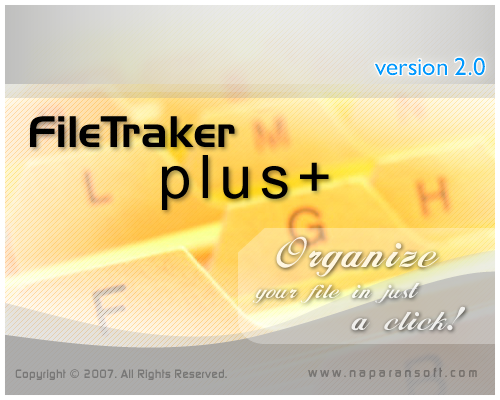 version 2.0
FileTraker
plus+
L M N
G H
F
Organize
your file in just
a click!
B
Copyright © 2007. All Rights Reserved. www.naparansoft.com